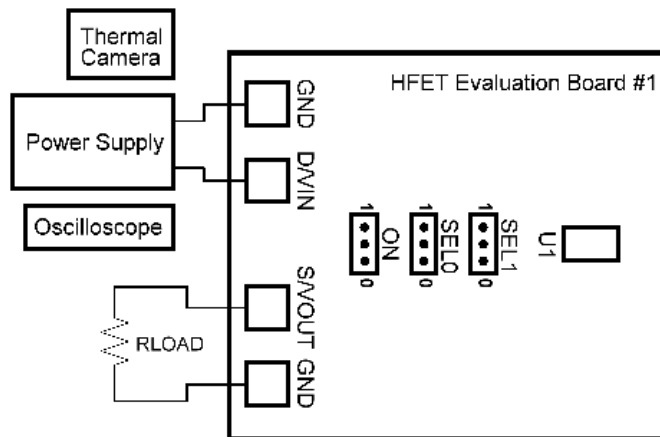 Thermal
Camera
HFET Evaluation Board #1
GND
Power Supply
D/VIN
Oscilloscope
1
1
1
ON
SEL0
SEL1
U1
0
0
0
S/VOUT
RLOAD
GND